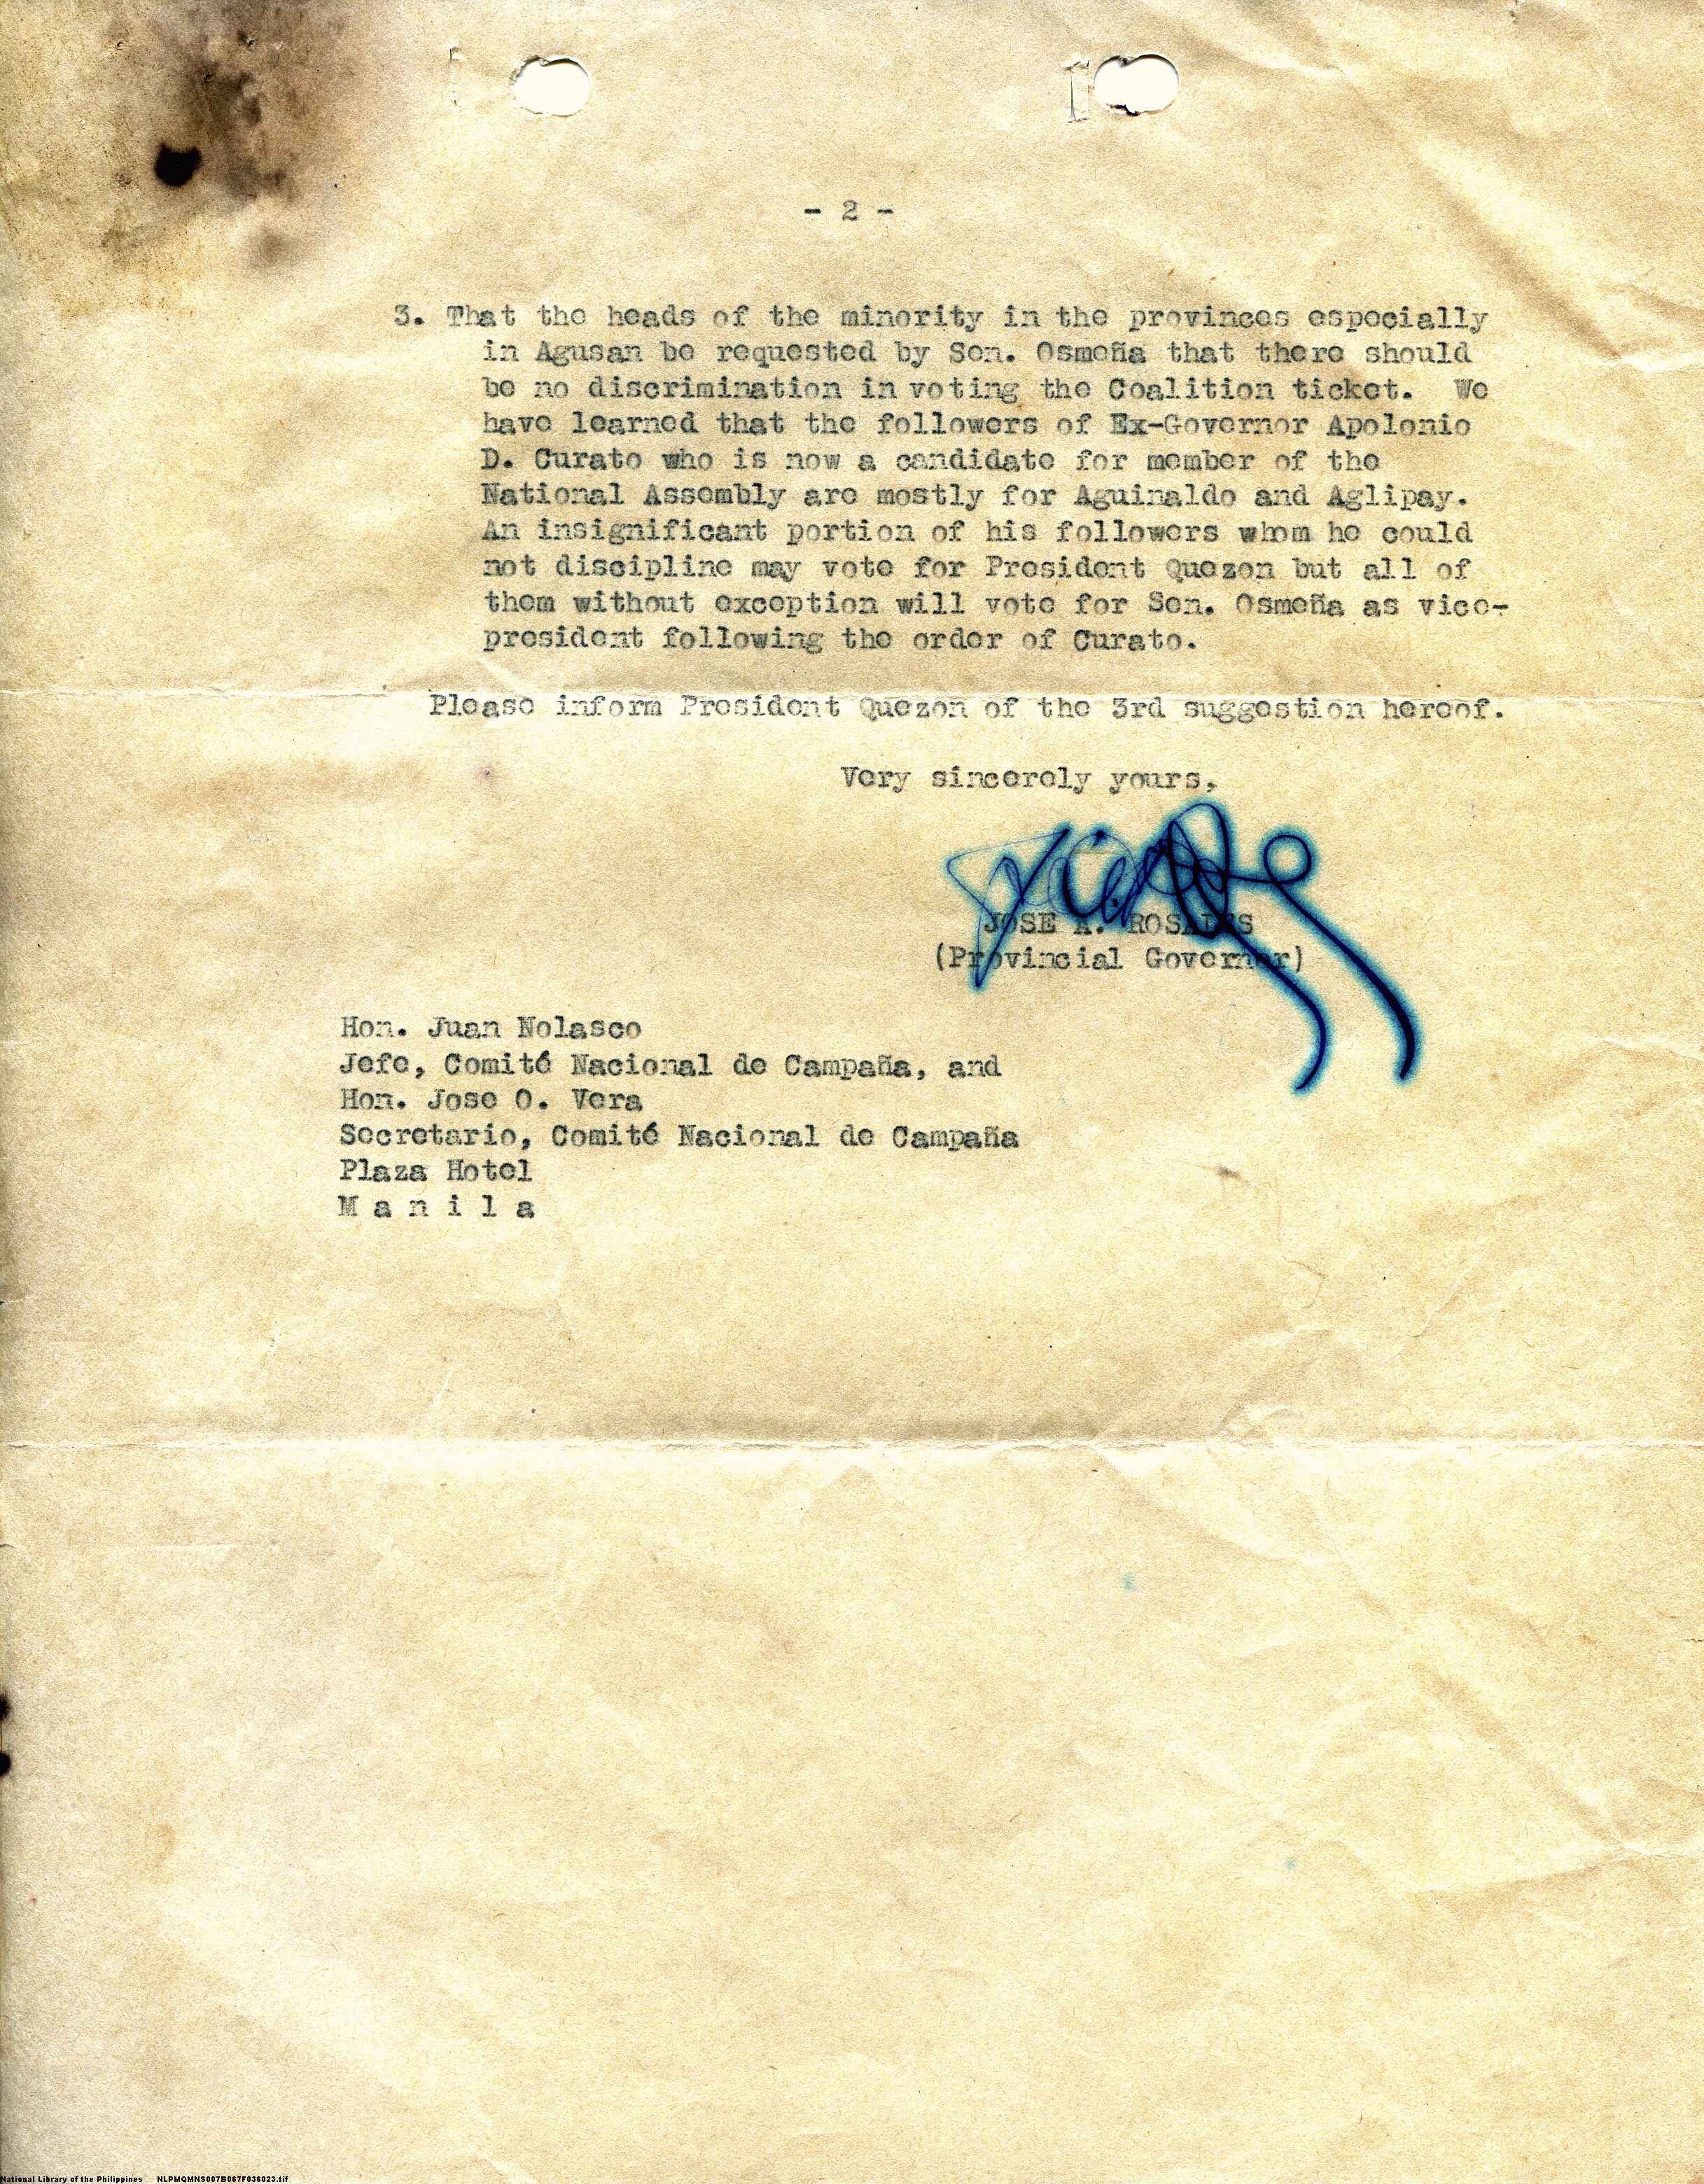 - 2 -
3. That the heads of the minority in the provinces especially
in Agusan be requested by Sen. Osmeña that there should
be no discrimination in voting the Coalition ticket. We
have learned that the followers of Ex-Governor Apolonio
D. Curato who is now a candidate for member of the
National Assembly are mostly for Aguinaldo and Aglipay.
An insignificant portion of his followers whom he could
not discipline may vote for President Quezon but all of
them without exception will vote for Sen. Osmeña as vice-
president following the order of Curato.
Please inform President Quezon of the 3rd suggestion hereof.
Very sincerely yours,
JOSE A. ROSALES
(Provincial Governor)
Hon. Juan Nolasco
Jefe, Comité Nacional de Campaña, and
Hon. Jose O. Vera
Secretario, Comité Nacional de Campaña
Plaza Hotel
M a n i l a
National Library of the Philippines NLPMQMNS007B067F036023.tif